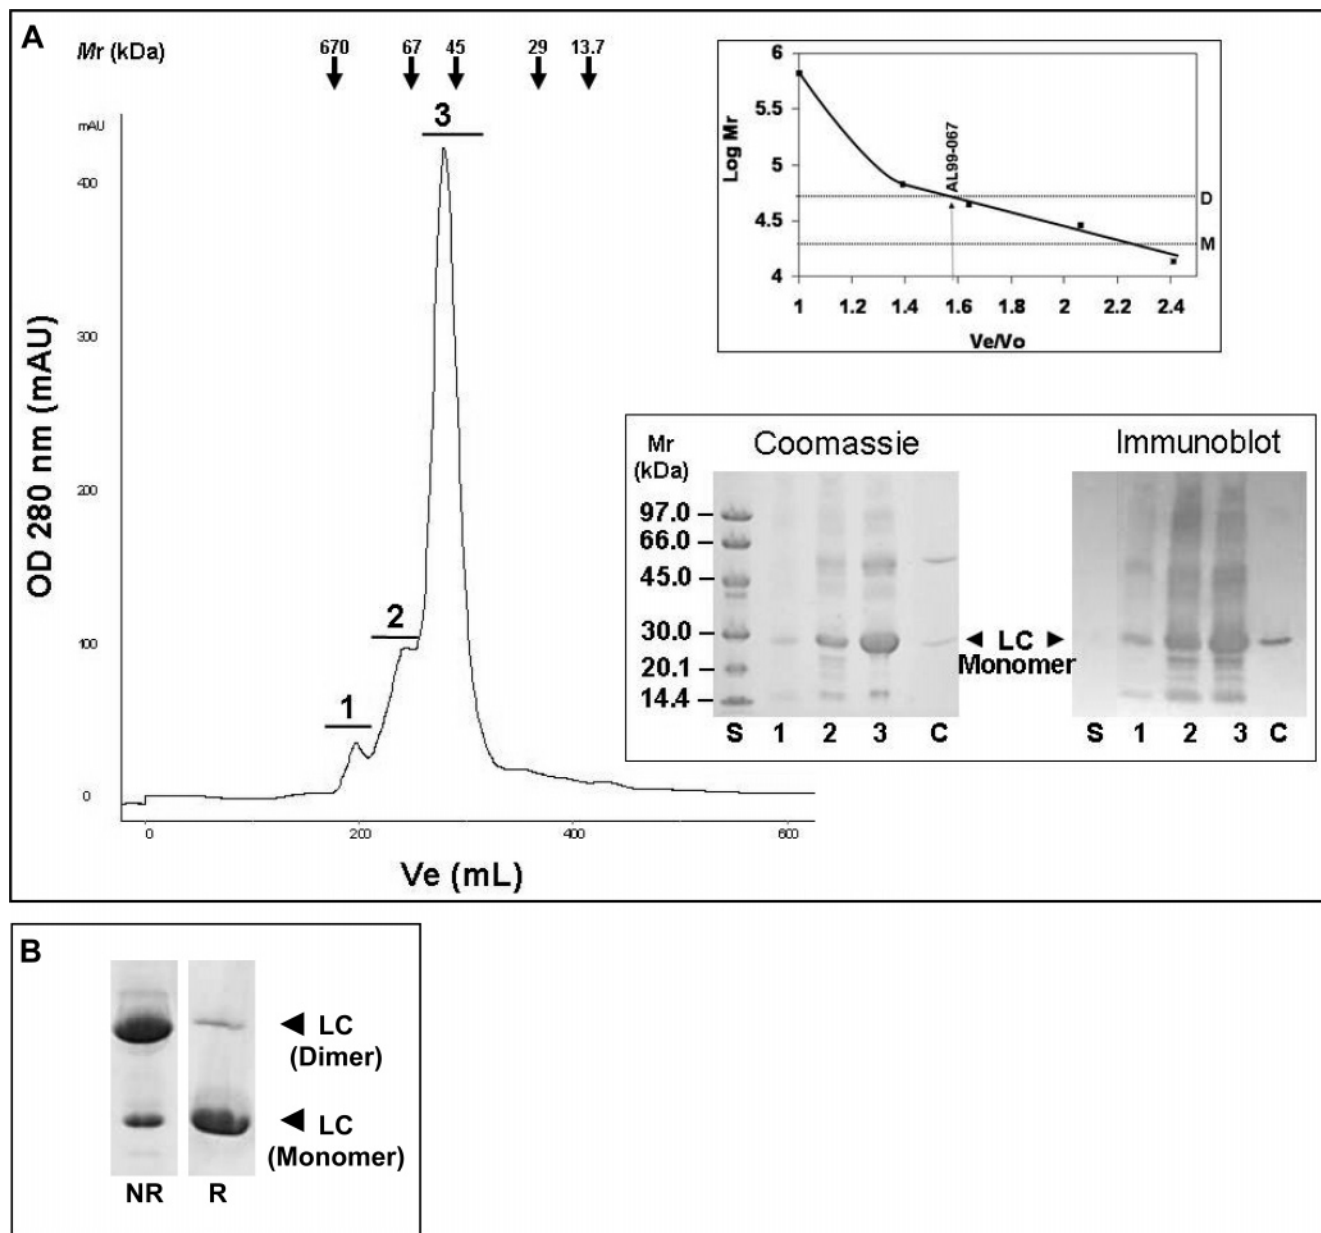 A
Mr (kDa)
670 67 45 29 13.7
mAU
400
300
200
100
0
OD 280 nm (mAU)
1
2
3
0 200 400 600
Ve (mL)
6
5.5
5
4.5
4
Log Mr
AL99-067
D
M
1 1.2 1.4 1.6 1.8 2 2.2 2.4
Ve/Vo
Mr
(kDa)
Coomassie
Immunoblot
97.0
66.0
45.0
30.0
20.1
14.4
LC
Monomer
S 1 2 3 C
S 1 2 3 C
B
LC
(Dimer)
LC
(Monomer)
NR R